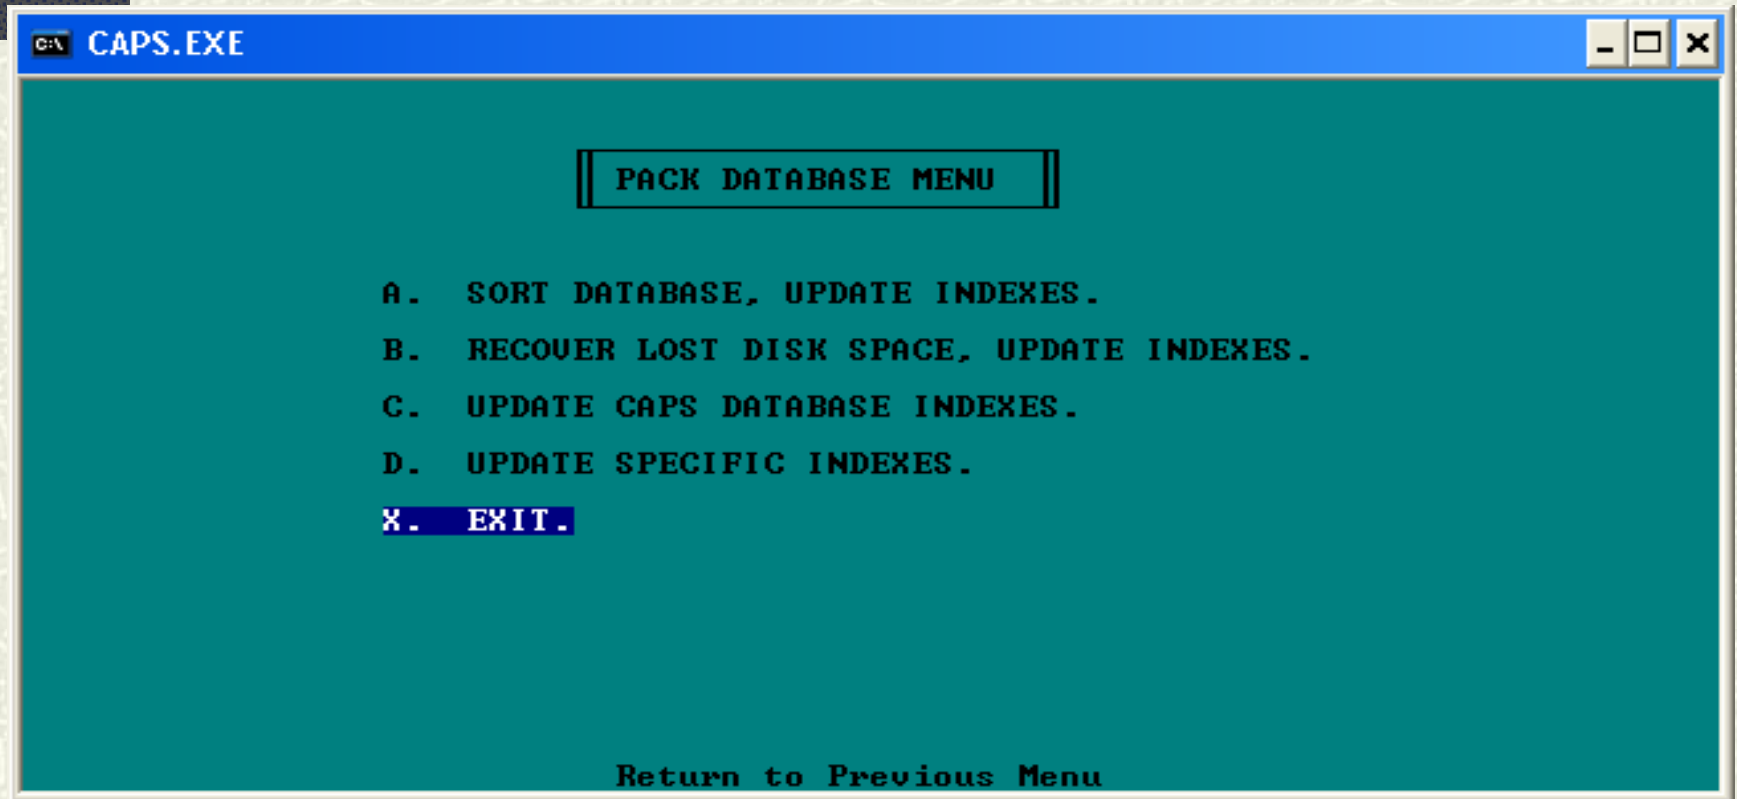 C:\ CAPS.EXE
PACK DATABASE MENU
A. SORT DATABASE, UPDATE INDEXES.
B. RECOVER LOST DISK SPACE, UPDATE INDEXES.
C. UPDATE CAPS DATABASE INDEXES.
D. UPDATE SPECIFIC INDEXES.
X. EXIT.
Return to Previous Menu